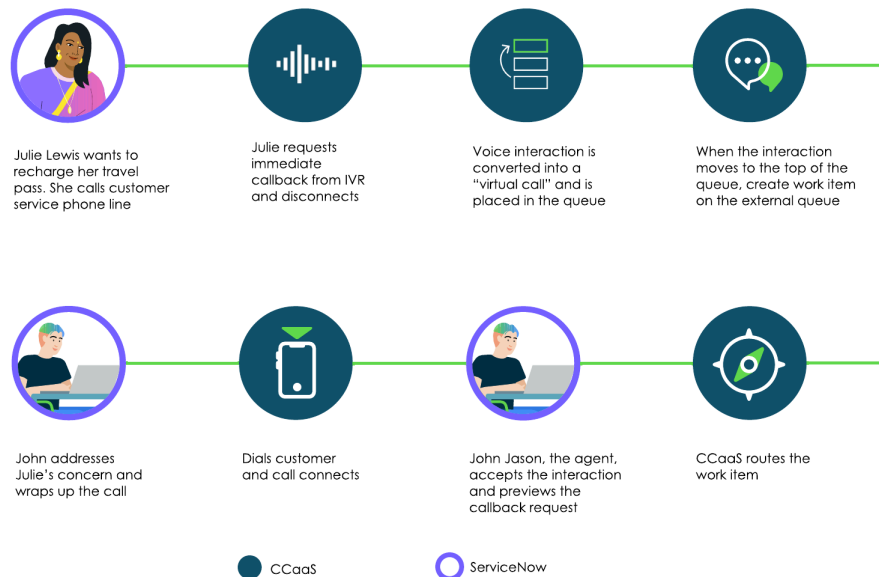 Julie Lewis wants to
recharge her travel
pass. She calls customer
service phone line
Julie requests
immediate
callback from IVR
and disconnects
Voice interaction is
converted into a
“virtual call” and is
placed in the queue
When the interaction
moves to the top of the
queue, create work item
on the external queue
John addresses
Julie’s concern and
wraps up the call
Dials customer
and call connects
John Jason, the agent,
accepts the interaction
and previews the
callback request
CCaaS routes the
work item
CCaaS
ServiceNow